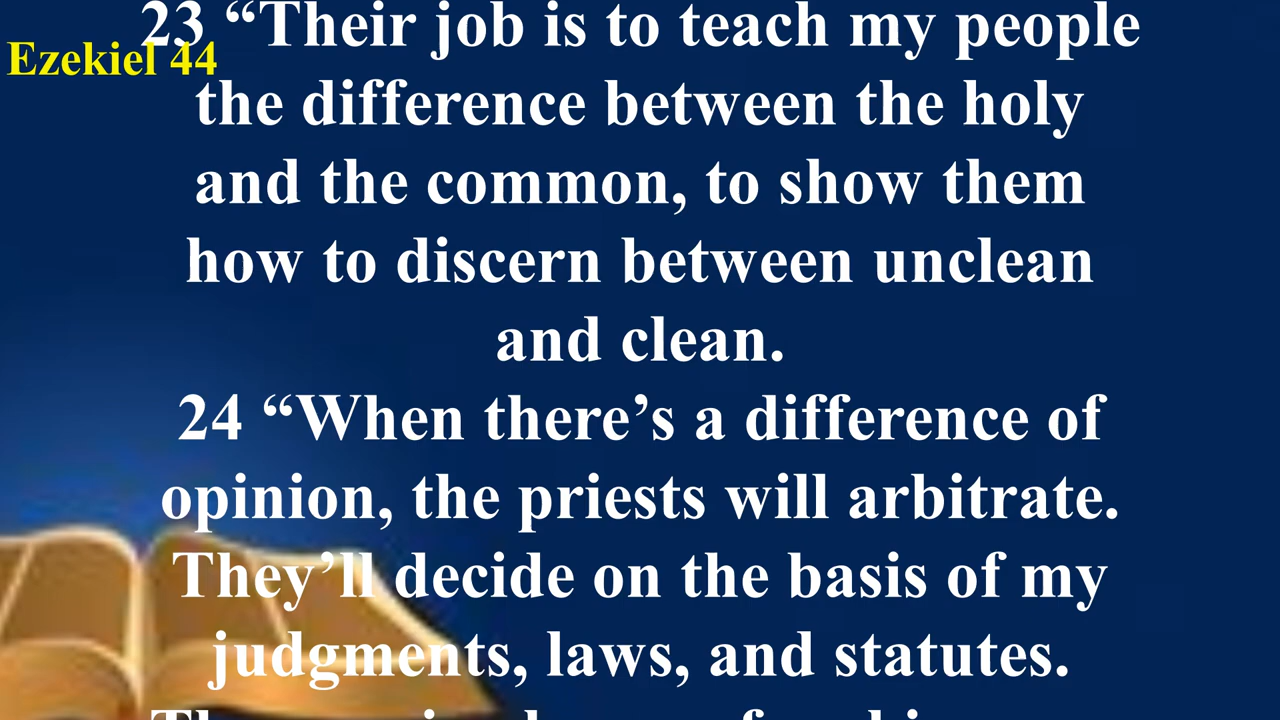 23 “Their job is to teach my people
Ezekiel 44
the difference between the holy
and the common, to show them
how to discern between unclean
and clean.
24 “When there’s a difference of
opinion, the priests will arbitrate.
They’ll decide on the basis of my
judgments, laws, and statutes.